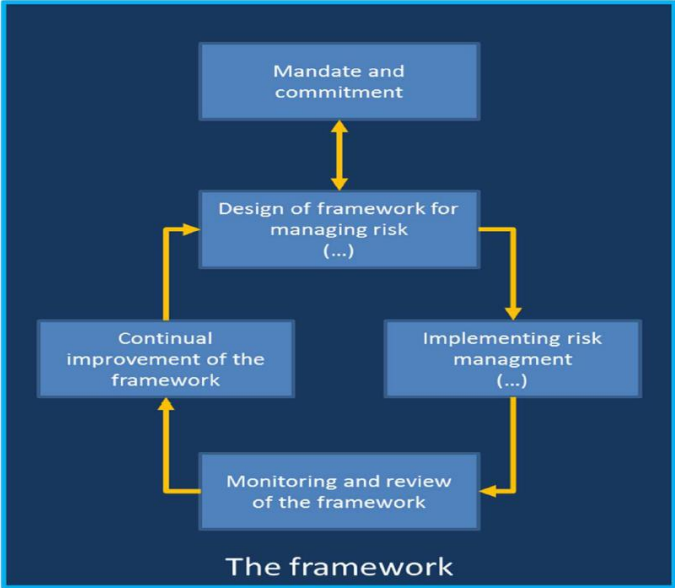 Mandate and
commitment
Design of framework for
managing risk
(...)
Continual
improvement of the
framework
Implementing risk
managment
(...)
Monitoring and review
of the framework
The framework